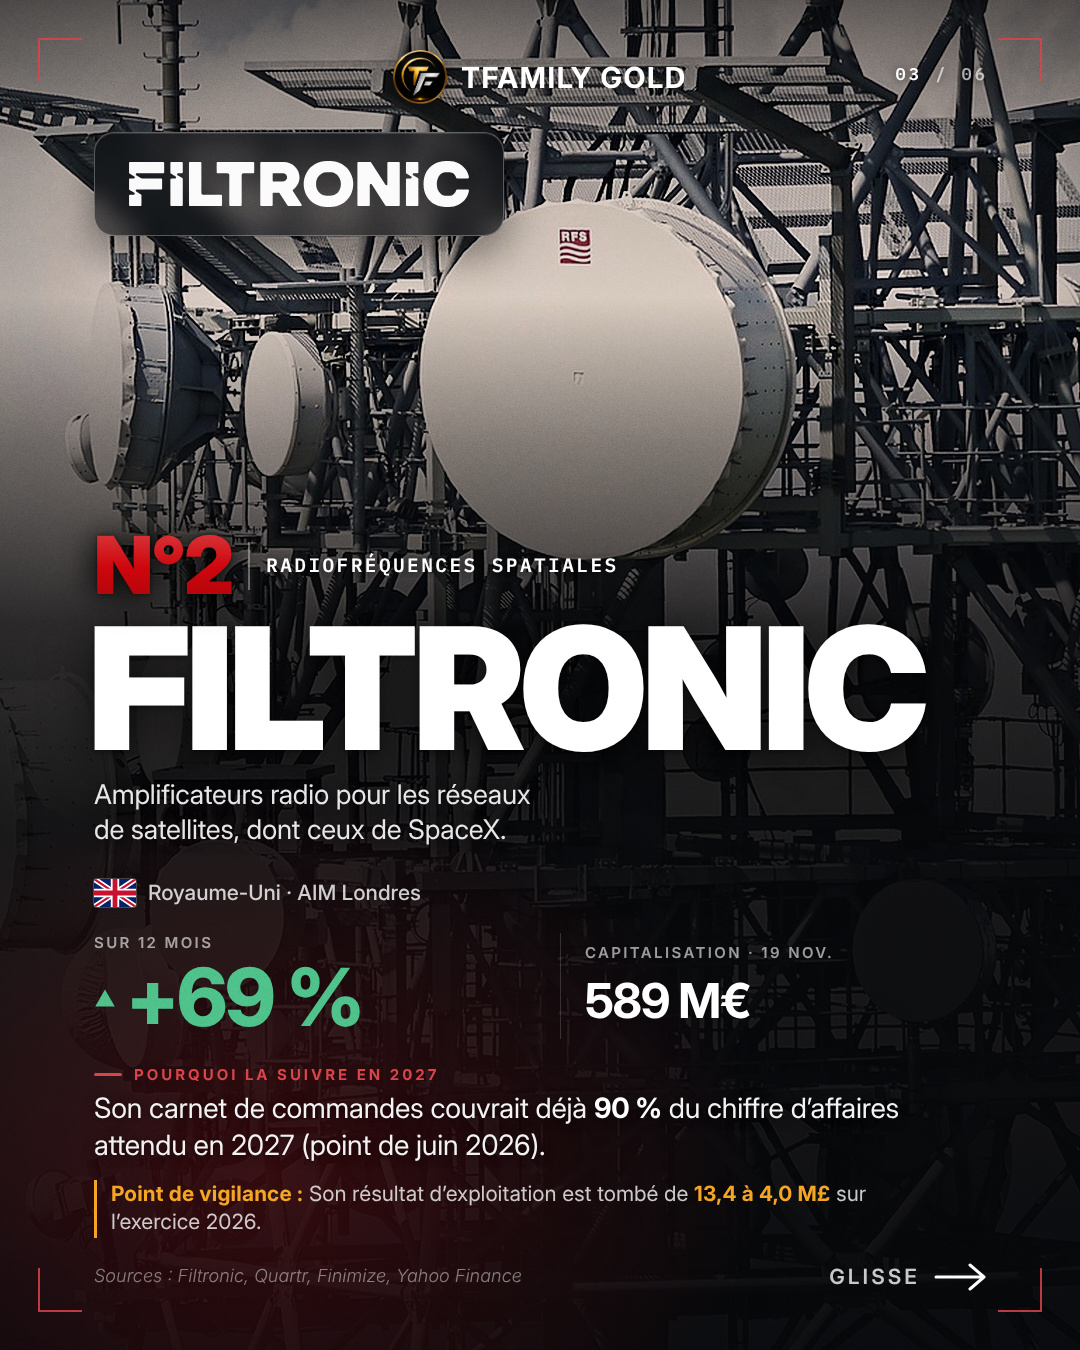 TF TFAMILY GOLD
03 / 06
FILTRONIC
RFS
N°2
RADIOFRÉQUENCES SPATIALES
FILTRONIC
Amplificateurs radio pour les réseaux
de satellites, dont ceux de SpaceX.
Royaume-Uni · AIM Londres
SUR 12 MOIS
▲ +69 %
CAPITALISATION · 19 NOV.
589 M€
POURQUOI LA SUIVRE EN 2027
Son carnet de commandes couvrait déjà 90 % du chiffre d’affaires
attendu en 2027 (point de juin 2026).
Point de vigilance : Son résultat d’exploitation est tombé de 13,4 à 4,0 M£ sur
l’exercice 2026.
Sources : Filtronic, Quartr, Finimize, Yahoo Finance
GLISSE →